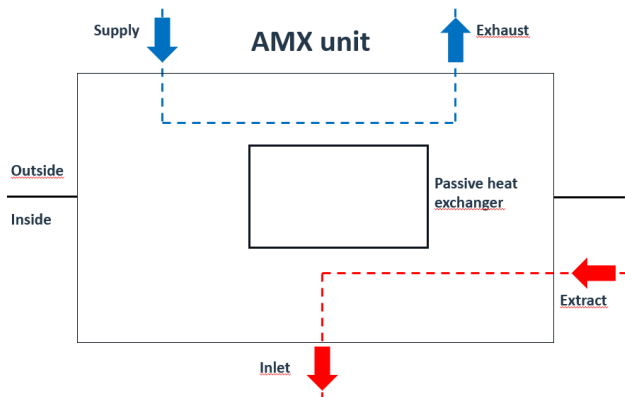 Supply
AMX unit
Exhaust
Outside
Passive heat
exchanger
Inside
Extract
Inlet